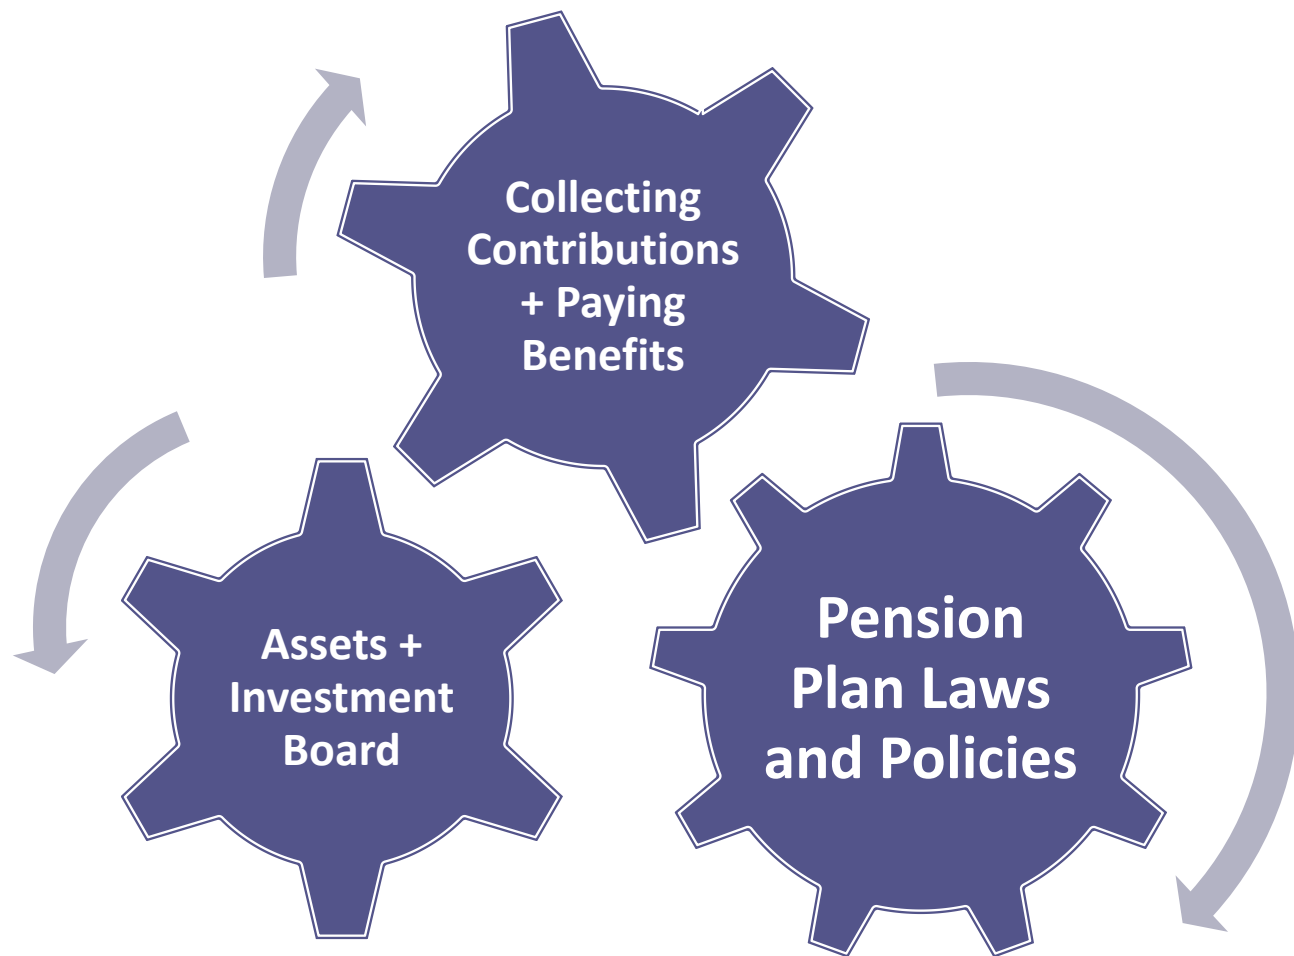 Collecting
Contributions
+ Paying
Benefits
Assets +
Investment
Board
Pension
Plan Laws
and Policies